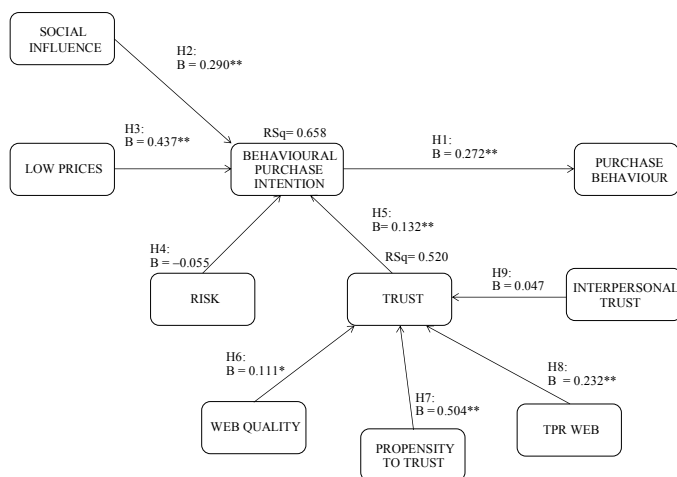 SOCIAL
INFLUENCE
H2:
B = 0.290**
H3:
B = 0.437**
RSq= 0.658
H1:
B = 0.272**
LOW PRICES
BEHAVIOURAL
PURCHASE
INTENTION
PURCHASE
BEHAVIOUR
H5:
B= 0.132**
H4:
B = –0.055
RSq= 0.520
H9:
B = 0.047
RISK
TRUST
INTERPERSONAL
TRUST
H6:
B = 0.111*
H7:
B = 0.504**
H8:
B = 0.232**
WEB QUALITY
PROPENSITY
TO TRUST
TPR WEB